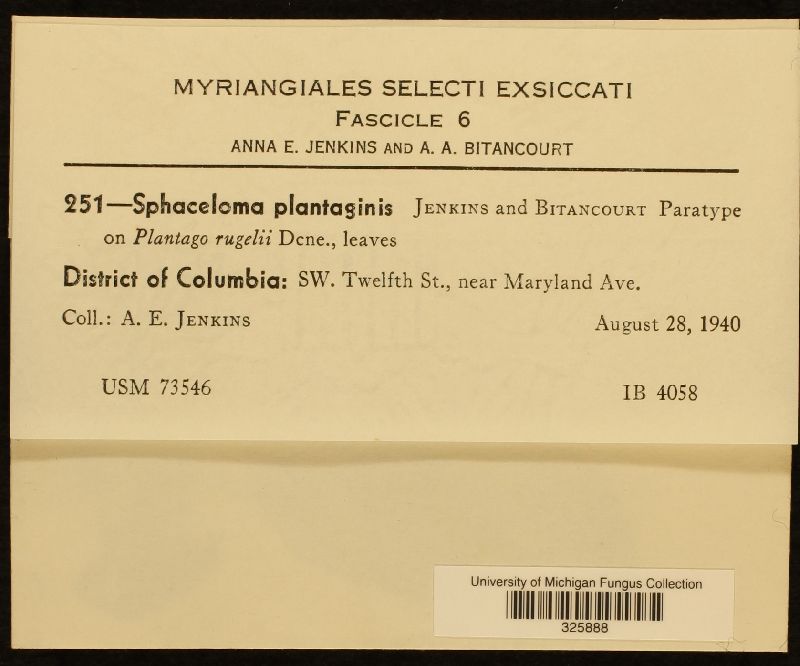 MYRIANGIALES SELECTI EXSICCATI
FASCICLE 6
ANNA E. JENKINS AND A. A. BITANCOURT
251—Sphaceloma plantaginis JENKINS and BITANCOURT Paratype
on Plantago rugelii Dcne., leaves
District of Columbia: SW. Twelfth St., near Maryland Ave.
Coll.: A. E. JENKINS August 28, 1940
USM 73546 IB 4058
University of Michigan Fungus Collection
325888